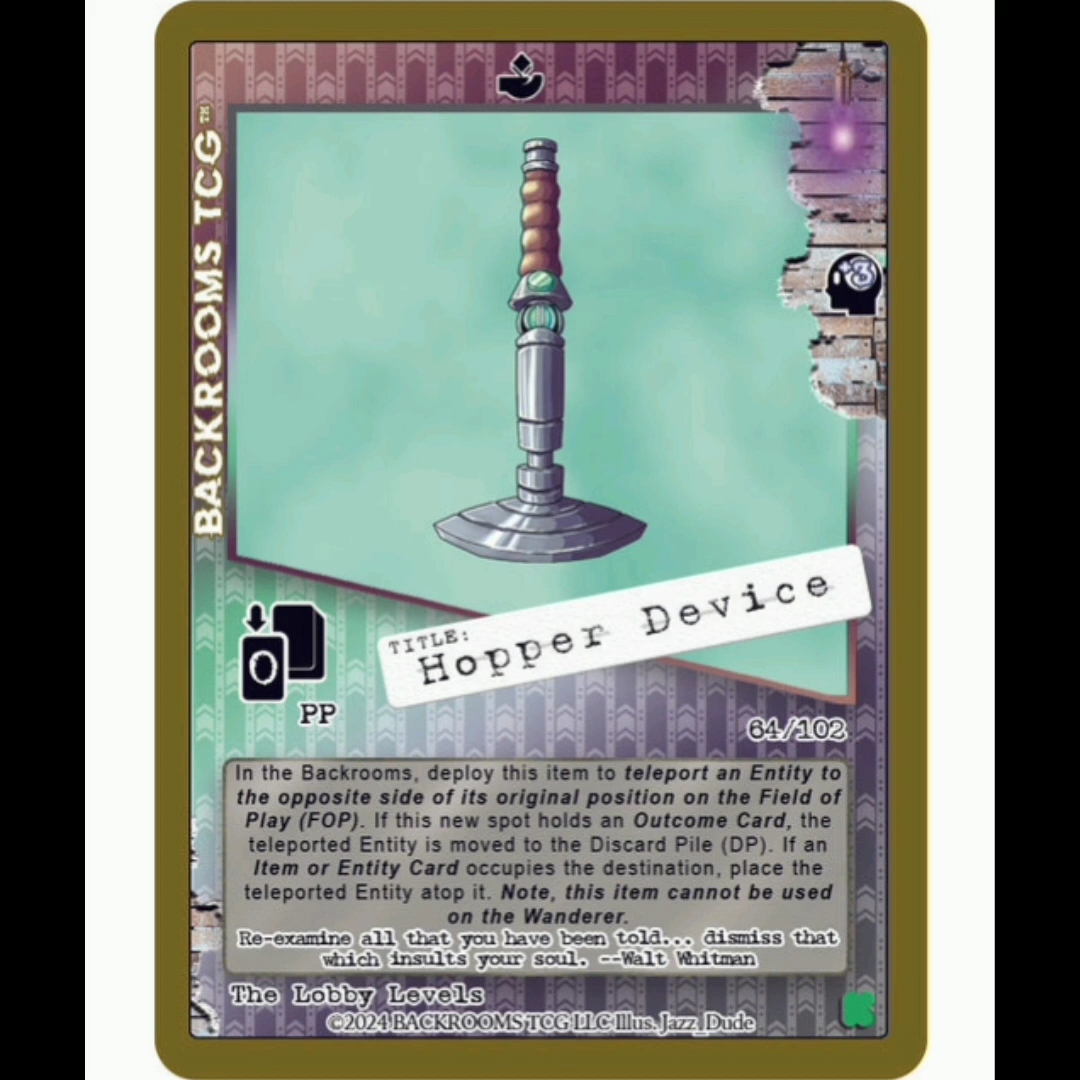 BACKROOMS TCG™
+3
TITLE:
Hopper Device
0
PP
64/102
In the Backrooms, deploy this item to teleport an Entity to
the opposite side of its original position on the Field of
Play (FOP). If this new spot holds an Outcome Card, the
teleported Entity is moved to the Discard Pile (DP). If an
Item or Entity Card occupies the destination, place the
teleported Entity atop it. Note, this item cannot be used
on the Wanderer.
Re-examine all that you have been told... dismiss that
which insults your soul. --Walt Whitman
The Lobby Levels
©2024 BACKROOMS TCG LLC Illus. Jazz_Dude